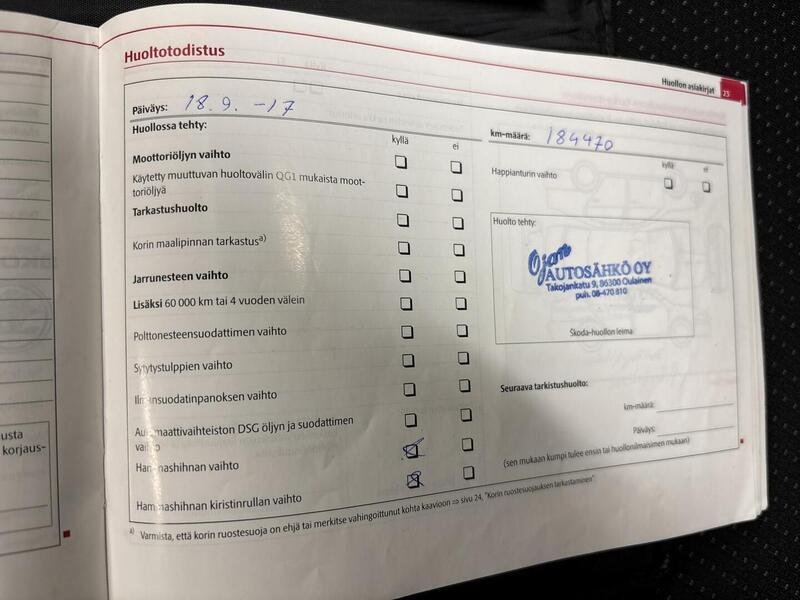 Huoltotodistus
Huollon asiakirjat 23
Päiväys: 18.9.-17
km-määrä: 184470
Huollossa tehty:
kyllä ei
Moottoriöljyn vaihto
Käytetty muuttuvan huoltovälin QG1 mukaista moot-
toriöljyä
Tarkastushuolto
Korin maalipinnan tarkastusa)
Jarrunesteen vaihto
Lisäksi 60 000 km tai 4 vuoden välein
Polttonesteensuodattimen vaihto
Sytytystulppien vaihto
Ilmansuodatinpanoksen vaihto
Automaattivaihteiston DSG öljyn ja suodattimen
vaihto
Hammashihnan vaihto
Hammashihnan kiristinrullan vaihto
kyllä ei
Happianturin vaihto
Huolto tehty:
Ojan
AUTOSÄHKÖ OY
Takojankatu 9, 86300 Oulainen
puh. 08-470 810
Škoda-huollon leima
Seuraava tarkistushuolto:
km-määrä:
Päiväys:
(sen mukaan kumpi tulee ensin tai huollonilmaisimen mukaan)
a) Varmista, että korin ruostesuoja on ehjä tai merkitse vahingoittunut kohta kaavioon ⇒ sivu 24, "Korin ruostesuojauksen tarkastaminen"
usta
korjaus-